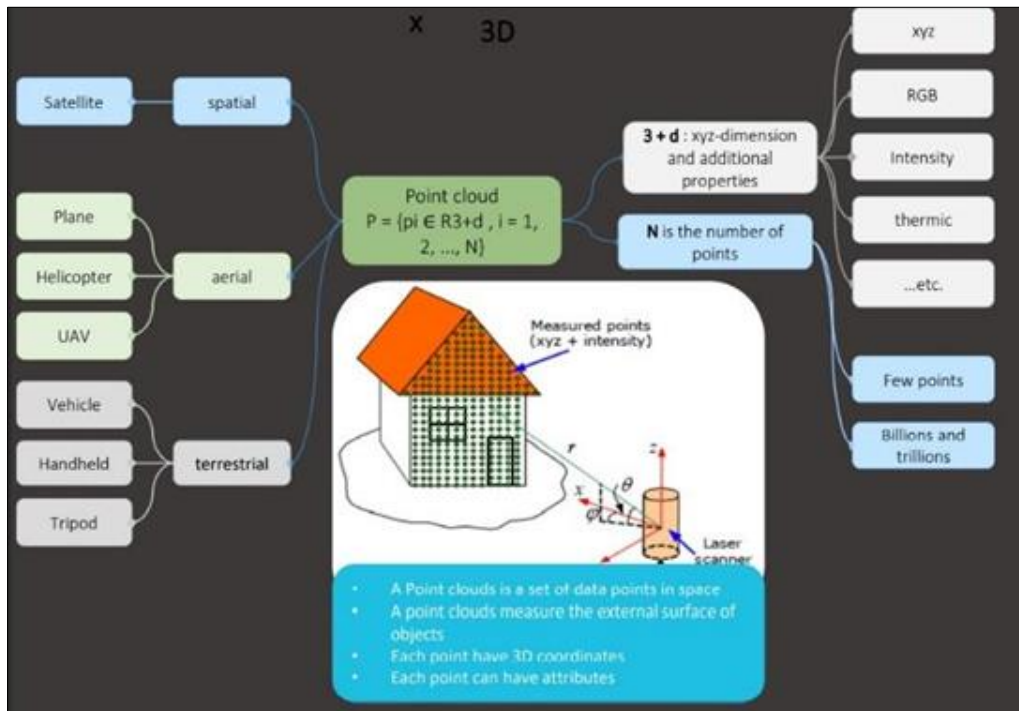 x 3D
Satellite
spatial
Plane
Helicopter
UAV
aerial
Vehicle
Handheld
Tripod
terrestrial
Point cloud
P = {pi ∈ R3+d , i = 1,
2, ..., N}
3 + d : xyz-dimension
and additional
properties
N is the number of
points
xyz
RGB
Intensity
thermic
...etc.
Few points
Billions and
trillions
Measured points
(xyz + intensity)
r
z
θ
x
φ
Laser
scanner
• A Point clouds is a set of data points in space
• A point clouds measure the external surface of
objects
• Each point have 3D coordinates
• Each point can have attributes